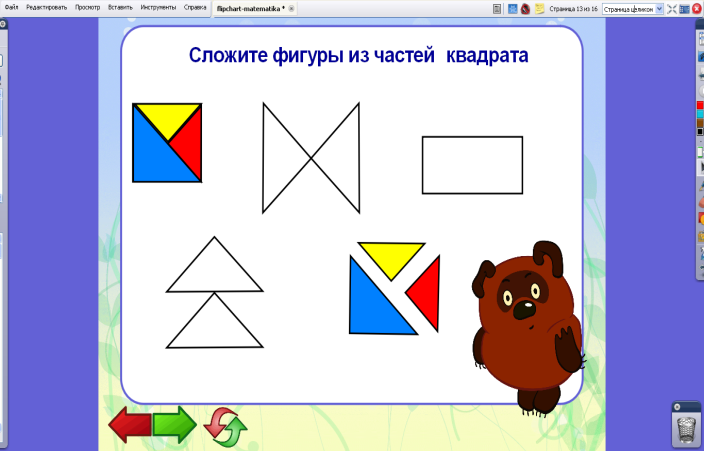 Файл Редактировать Просмотр Вставить Инструменты Справка flipchart-matematika * Страница 13 из 16 Страница целиком
Сложите фигуры из частей квадрата